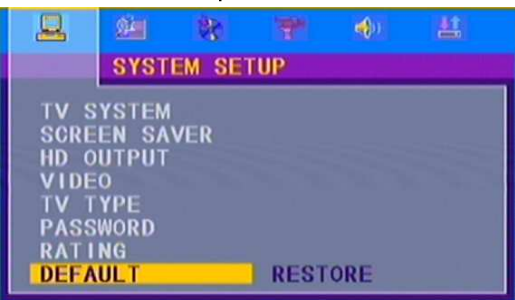 SYSTEM SETUP
TV SYSTEM
SCREEN SAVER
HD OUTPUT
VIDEO
TV TYPE
PASSWORD
RATING
DEFAULT RESTORE